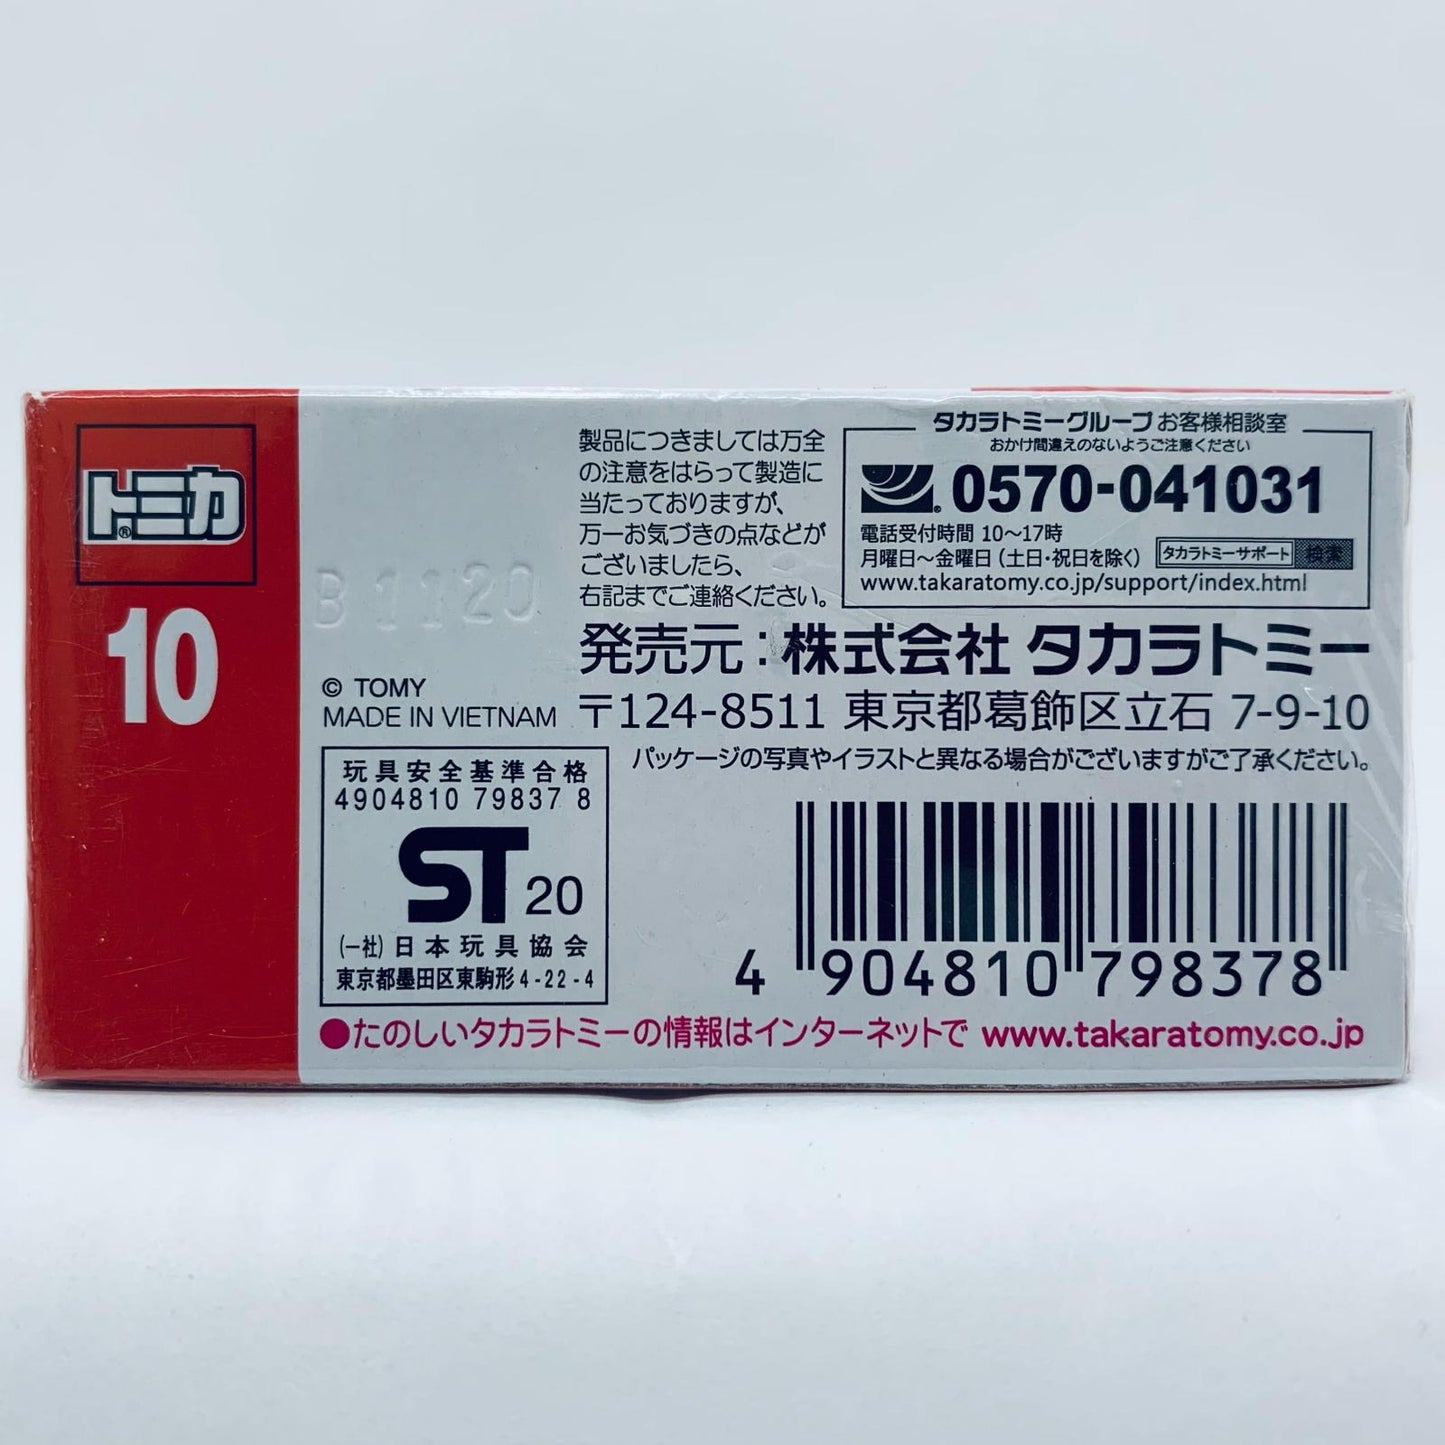 トミカ®
10
B1120
© TOMY
MADE IN VIETNAM
玩具安全基準合格
4904810 79837 8
ST 20
(一社) 日本玩具協会
東京都墨田区東駒形 4-22-4
製品につきましては万全
の注意をはらって製造に
当たっておりますが、
万一お気づきの点などが
ございましたら、
右記までご連絡ください。
タカラトミーグループ お客様相談室
おかけ間違えのないようご注意ください
0570-041031
電話受付時間 10〜17時
月曜日〜金曜日 (土日・祝日を除く)
タカラトミーサポート 検索
www.takaratomy.co.jp/support/index.html
発売元：株式会社 タカラトミー
〒124-8511 東京都葛飾区立石 7-9-10
パッケージの写真やイラストと異なる場合がございますがご了承ください。
4 904810 798378
●たのしいタカラトミーの情報はインターネットで www.takaratomy.co.jp